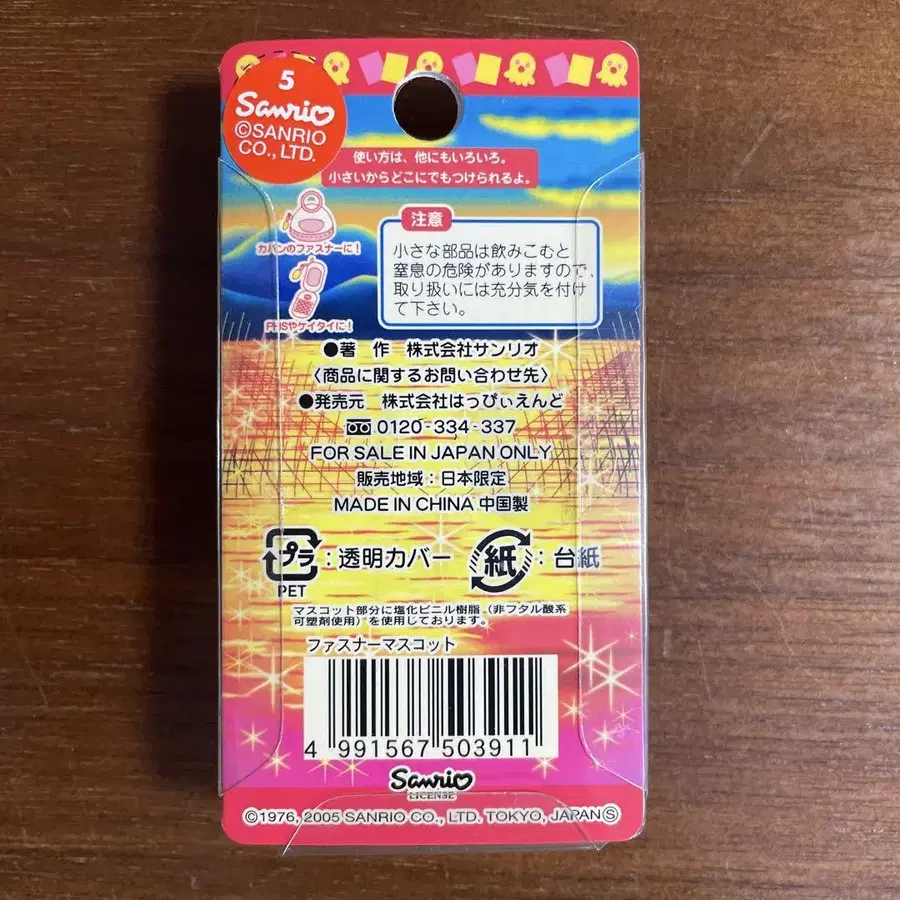 5
Sanrio
©SANRIO
CO., LTD.
使い方は、他にもいろいろ。
小さいからどこにでもつけられるよ。
カバンのファスナーに!
PHSやケイタイに!
注意
小さな部品は飲みこむと
窒息の危険がありますので、
取り扱いには充分気を付け
て下さい。
●著 作 株式会社サンリオ
〈商品に関するお問い合わせ先〉
●発売元 株式会社はっぴぃえんど
0120-334-337
FOR SALE IN JAPAN ONLY
販売地域:日本限定
MADE IN CHINA 中国製
プラ:透明カバー 紙:台紙
PET
マスコット部分に塩化ビニル樹脂(非フタル酸系
可塑剤使用)を使用しております。
ファスナーマスコット
4 991567 503911
Sanrio
LICENSE
©1976, 2005 SANRIO CO., LTD. TOKYO, JAPAN Ⓢ